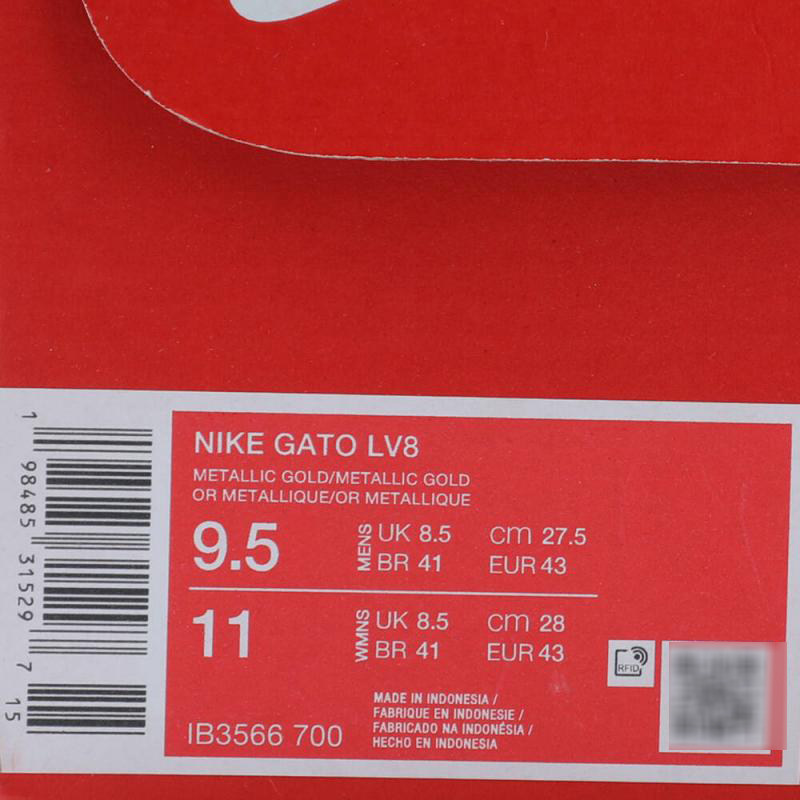 NIKE GATO LV8
METALLIC GOLD/METALLIC GOLD
OR METALLIQUE/OR METALLIQUE
9.5 MENS UK 8.5 cm 27.5
BR 41 EUR 43
11 WMNS UK 8.5 cm 28
BR 41 EUR 43
RFID
MADE IN INDONESIA /
FABRIQUE EN INDONESIE /
FABRICADO NA INDONÉSIA /
HECHO EN INDONESIA
IB3566 700
1 98485 31529 7 15